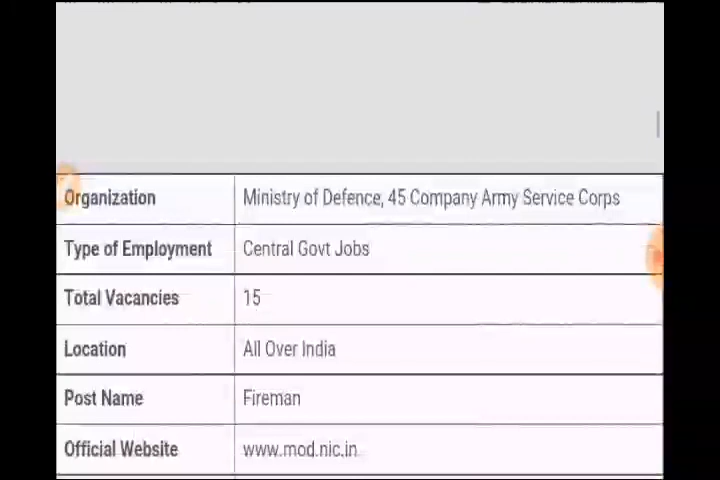 Organization Ministry of Defence, 45 Company Army Service Corps
Type of Employment Central Govt Jobs
Total Vacancies 15
Location All Over India
Post Name Fireman
Official Website www.mod.nic.in